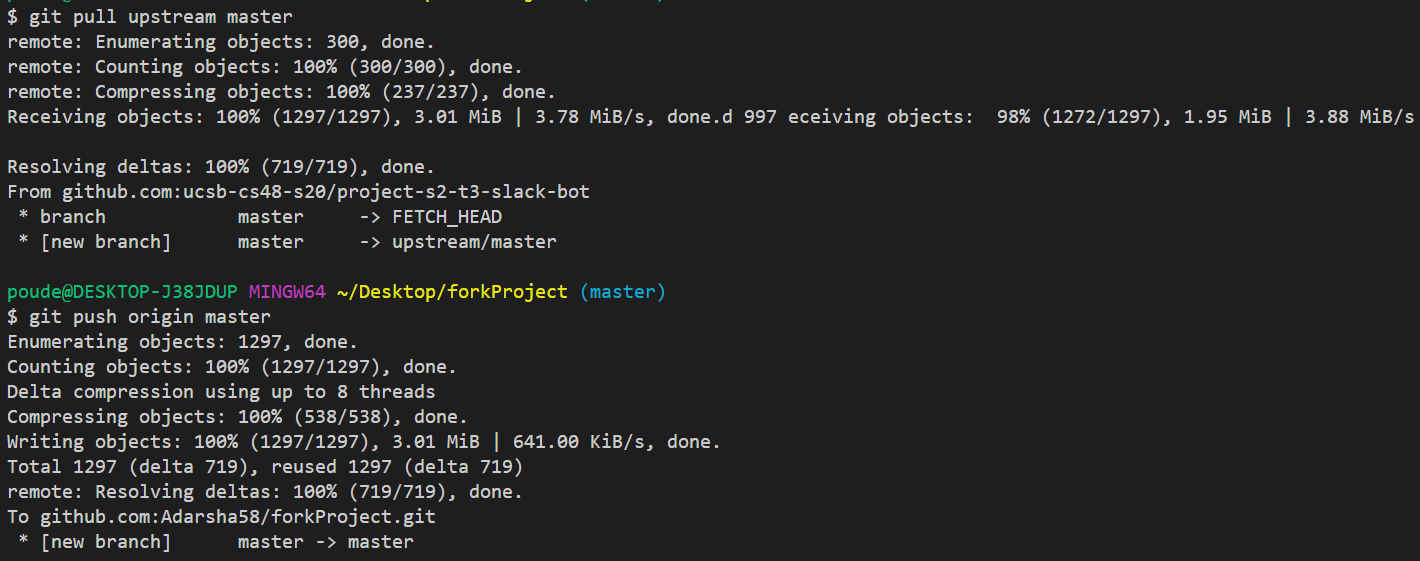 $ git pull upstream master
remote: Enumerating objects: 300, done.
remote: Counting objects: 100% (300/300), done.
remote: Compressing objects: 100% (237/237), done.
Receiving objects: 100% (1297/1297), 3.01 MiB | 3.78 MiB/s, done.d 997 eceiving objects:  98% (1272/1297), 1.95 MiB | 3.88 MiB/s
Resolving deltas: 100% (719/719), done.
From github.com:ucsb-cs48-s20/project-s2-t3-slack-bot
 * branch            master     -> FETCH_HEAD
 * [new branch]      master     -> upstream/master
poude@DESKTOP-J38JDUP MINGW64 ~/Desktop/forkProject (master)
$ git push origin master
Enumerating objects: 1297, done.
Counting objects: 100% (1297/1297), done.
Delta compression using up to 8 threads
Compressing objects: 100% (538/538), done.
Writing objects: 100% (1297/1297), 3.01 MiB | 641.00 KiB/s, done.
Total 1297 (delta 719), reused 1297 (delta 719)
remote: Resolving deltas: 100% (719/719), done.
To github.com:Adarsha58/forkProject.git
 * [new branch]      master -> master